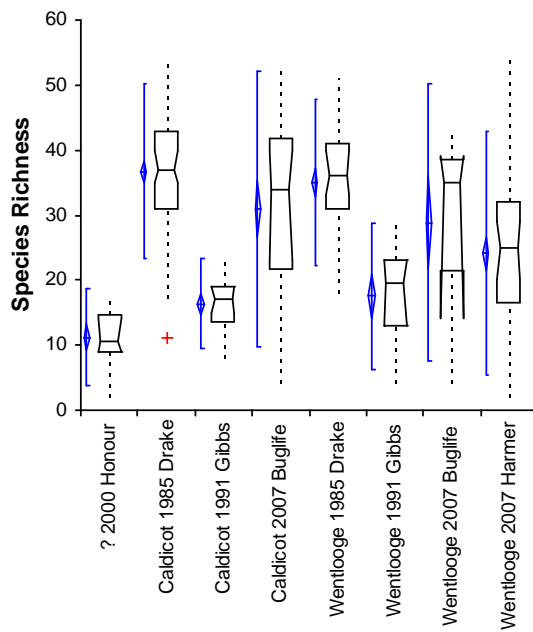 60
50
40
30
20
10
0
Species Richness
? 2000 Honour
Caldicot 1985 Drake
Caldicot 1991 Gibbs
Caldicot 2007 Buglife
Wentlooge 1985 Drake
Wentlooge 1991 Gibbs
Wentlooge 2007 Buglife
Wentlooge 2007 Harmer